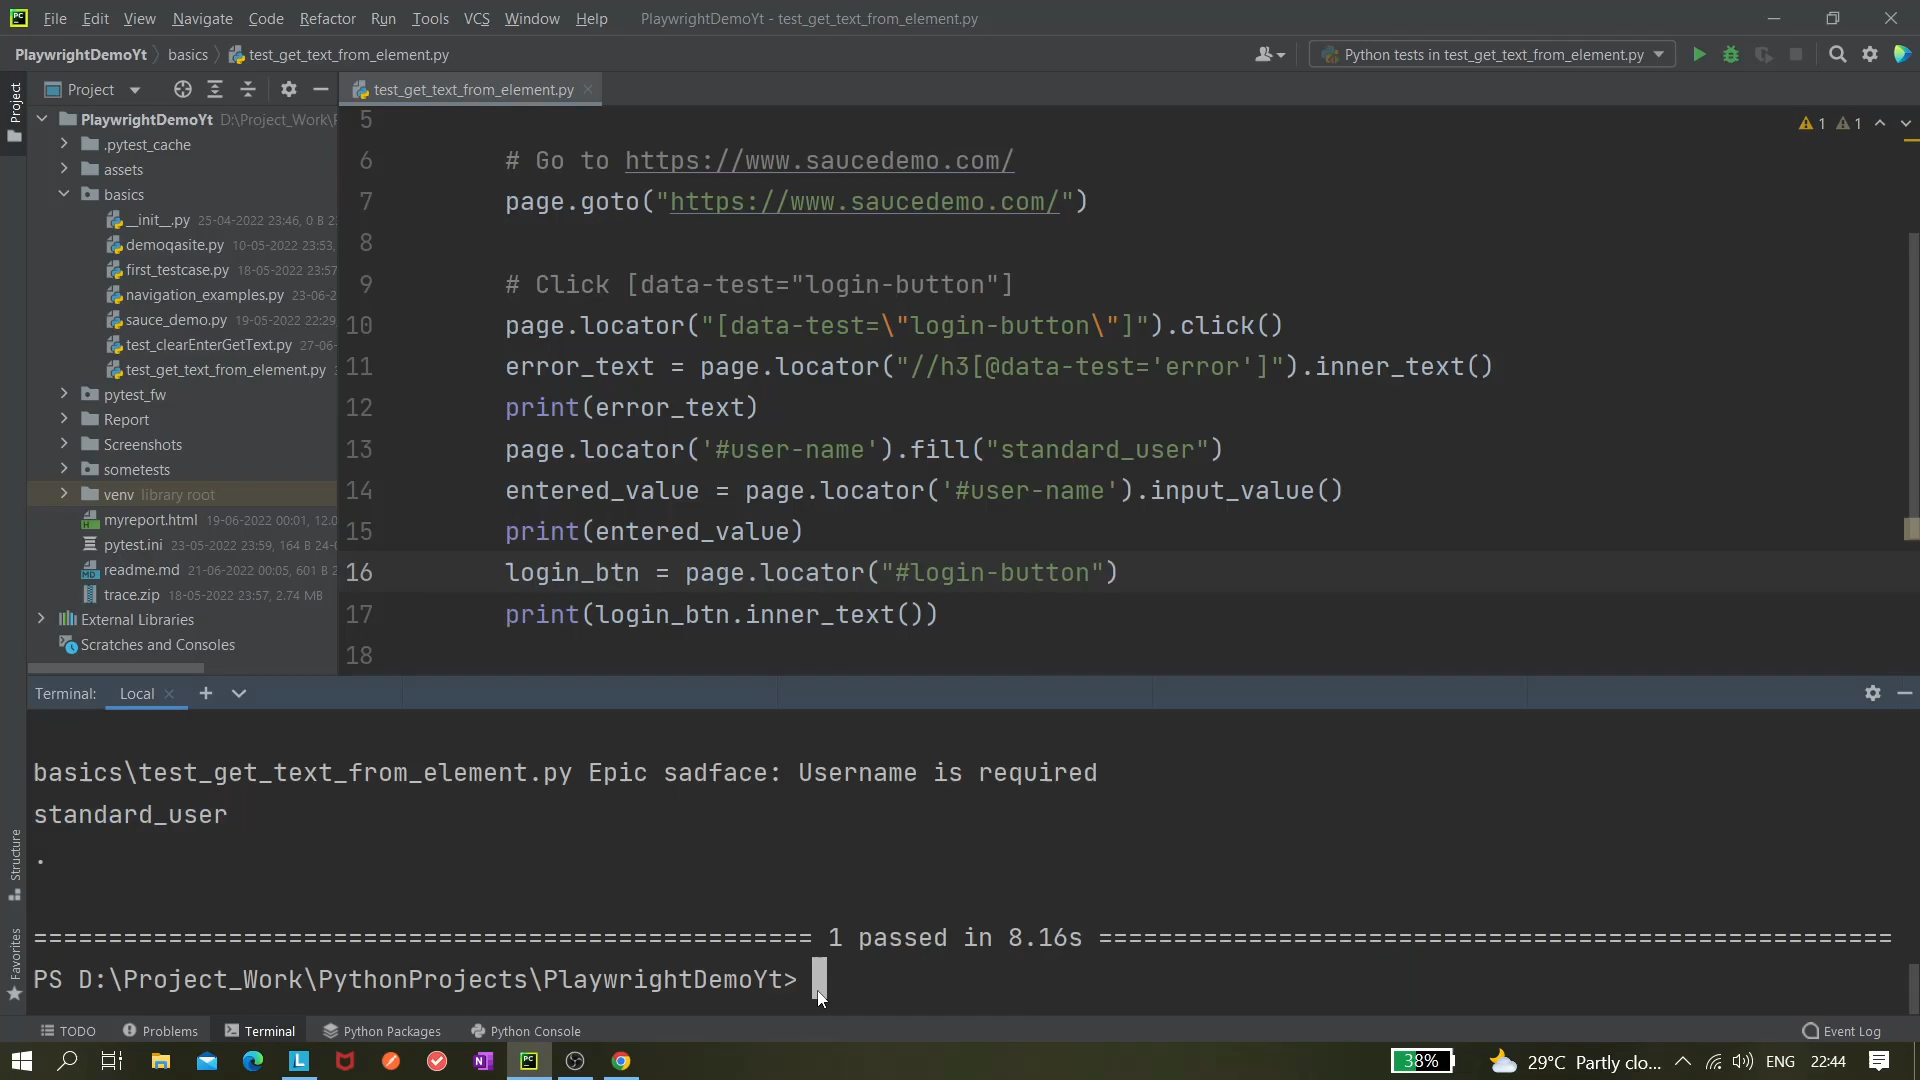 File Edit View Navigate Code Refactor Run Tools VCS Window Help PlaywrightDemoYt - test_get_text_from_element.py
PlaywrightDemoYt basics test_get_text_from_element.py
Python tests in test_get_text_from_element.py
Project
test_get_text_from_element.py
Project
PlaywrightDemoYt D:\Project_Work\P
.pytest_cache
assets
basics
__init__.py 25-04-2022 23:46, 0 B 2
demoqasite.py 10-05-2022 23:53,
first_testcase.py 18-05-2022 23:57
navigation_examples.py 23-06-2
sauce_demo.py 19-05-2022 22:29
test_clearEnterGetText.py 27-06-
test_get_text_from_element.py
pytest_fw
Report
Screenshots
sometests
venv library root
myreport.html 19-06-2022 00:01, 12.0
pytest.ini 23-05-2022 23:59, 164 B 24-0
readme.md 21-06-2022 00:05, 601 B 2
trace.zip 18-05-2022 23:57, 2.74 MB
External Libraries
Scratches and Consoles
1 1
5
6 # Go to https://www.saucedemo.com/
7 page.goto("https://www.saucedemo.com/")
8
9 # Click [data-test="login-button"]
10 page.locator("[data-test=\"login-button\"]").click()
11 error_text = page.locator("//h3[@data-test='error']").inner_text()
12 print(error_text)
13 page.locator('#user-name').fill("standard_user")
14 entered_value = page.locator('#user-name').input_value()
15 print(entered_value)
16 login_btn = page.locator("#login-button")
17 print(login_btn.inner_text())
18
Terminal: Local
basics\test_get_text_from_element.py Epic sadface: Username is required
standard_user
.
==================================================== 1 passed in 8.16s =====================================================
PS D:\Project_Work\PythonProjects\PlaywrightDemoYt>
Structure
Favorites
TODO Problems Terminal Python Packages Python Console Event Log
38% 29°C Partly clo... ENG 22:44